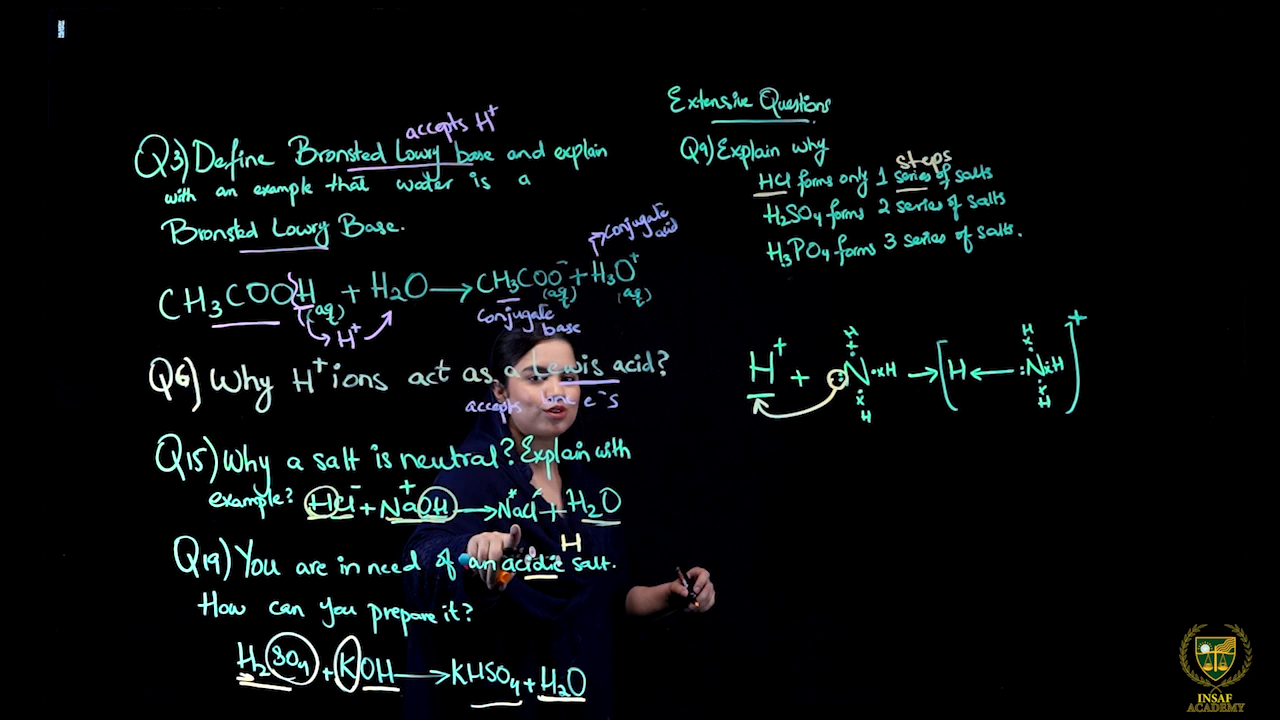 accepts H⁺
Q3) Define Bronsted Lowry base and explain
with an example that water is a
Bronsted Lowry Base.
conjugate acid
CH₃COOH (aq) + H₂O → CH₃COO⁻ (aq) + H₃O⁺ (aq)
H⁺
conjugate base
Q6) Why H⁺ ions act as a Lewis acid?
accepts e⁻s
Q15) Why a salt is neutral? Explain with
example? HCl⁻ + Na⁺OH → NaCl + H₂O
H
Q19) You are in need of an acidic salt.
How can you prepare it?
H₂SO₄ + KOH → KHSO₄ + H₂O
Extensive Questions
Q9) Explain why
steps
HCl forms only 1 series of salts
H₂SO₄ forms 2 series of salts
H₃PO₄ forms 3 series of salts.
H H
H⁺ + :N·xH → [H ← :N·xH]⁺
H H
INSAF
ACADEMY